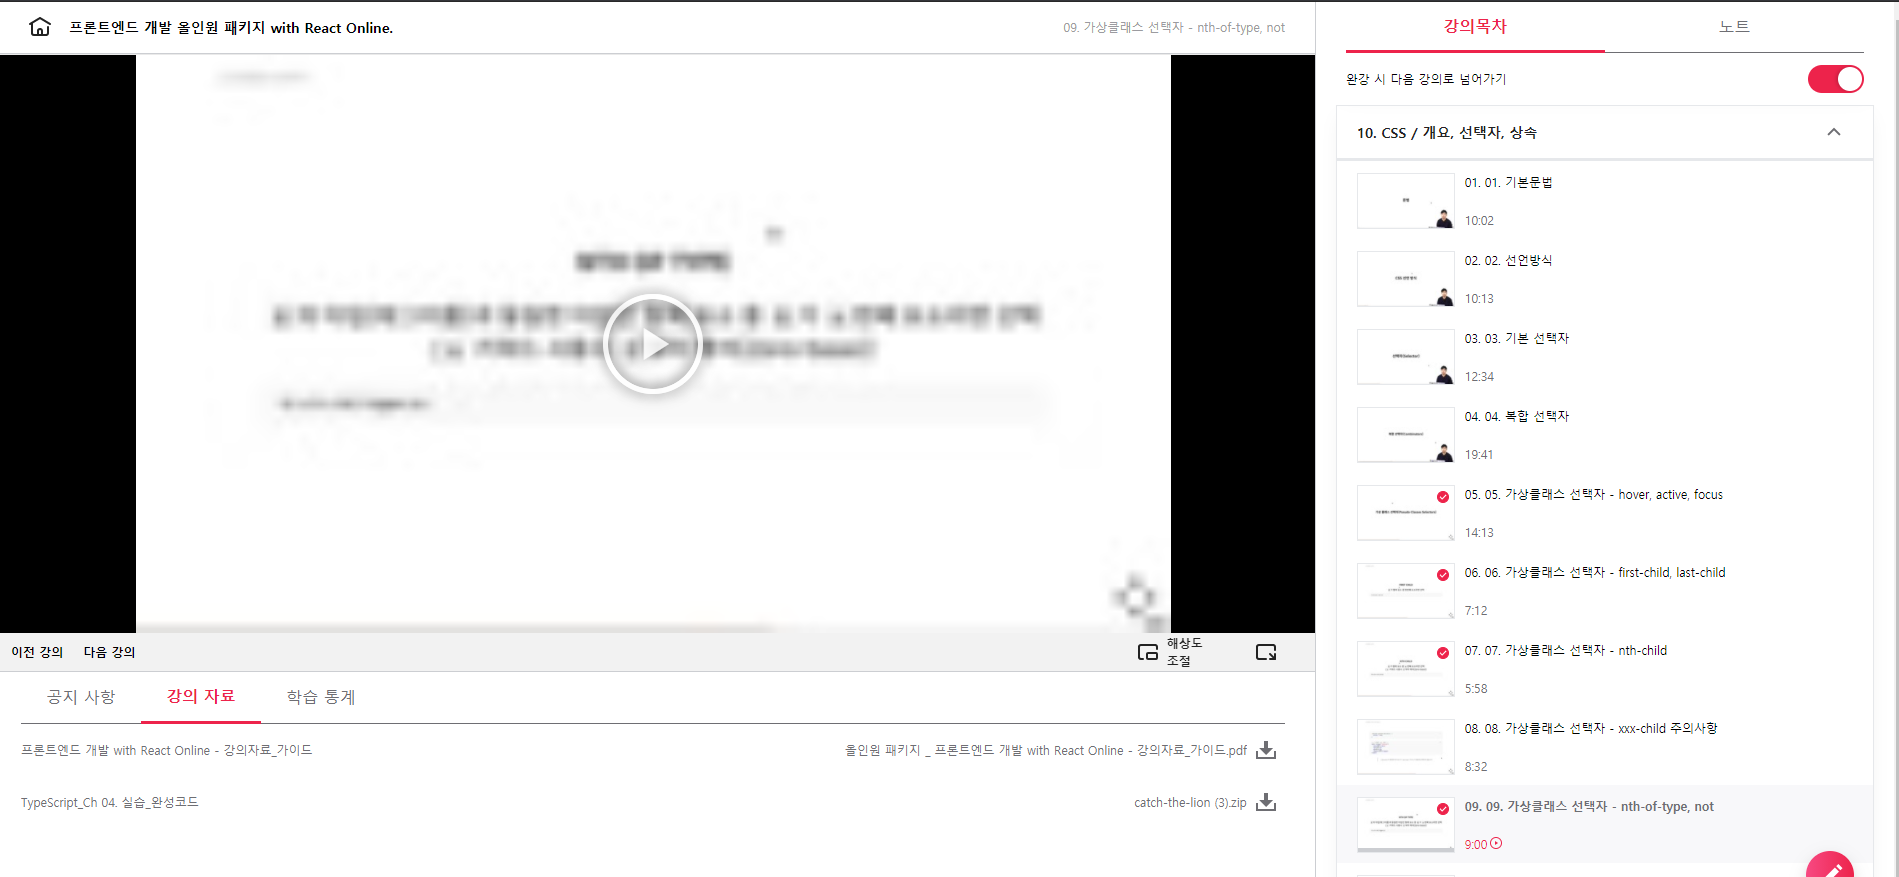 프론트엔드 개발 올인원 패키지 with React Online.
09. 가상클래스 선택자 - nth-of-type, not
이전 강의
다음 강의
해상도
조절
공지 사항
강의 자료
학습 통계
프론트엔드 개발 with React Online - 강의자료_가이드
올인원 패키지 _ 프론트엔드 개발 with React Online - 강의자료_가이드.pdf
TypeScript_Ch 04. 실습_완성코드
catch-the-lion (3).zip
강의목차
노트
완강 시 다음 강의로 넘어가기
10. CSS / 개요, 선택자, 상속
01. 01. 기본문법
10:02
02. 02. 선언방식
10:13
03. 03. 기본 선택자
12:34
04. 04. 복합 선택자
19:41
05. 05. 가상클래스 선택자 - hover, active, focus
14:13
06. 06. 가상클래스 선택자 - first-child, last-child
7:12
07. 07. 가상클래스 선택자 - nth-child
5:58
08. 08. 가상클래스 선택자 - xxx-child 주의사항
8:32
09. 09. 가상클래스 선택자 - nth-of-type, not
9:00